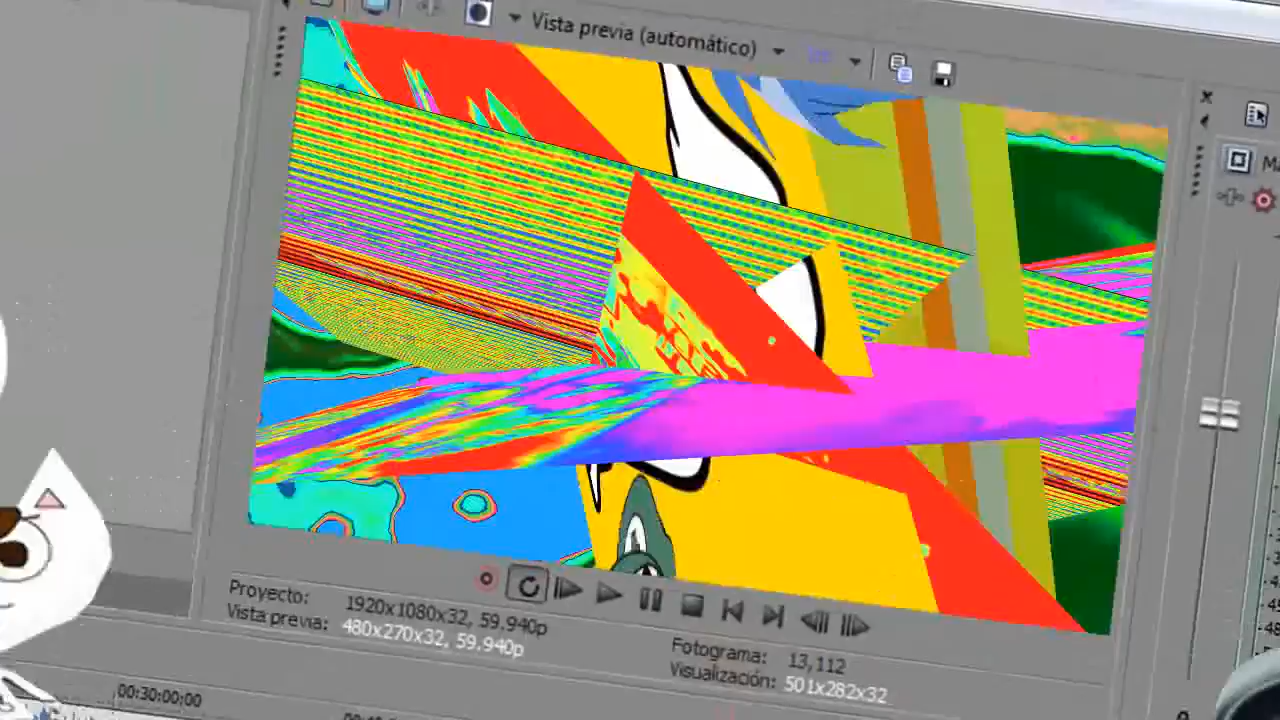 Vista previa (automático)
Proyecto: 1920x1080x32, 59.940p
Vista previa: 480x270x32, 59.940p
Fotograma: 13,112
Visualización: 501x282x32
00:30:00:00